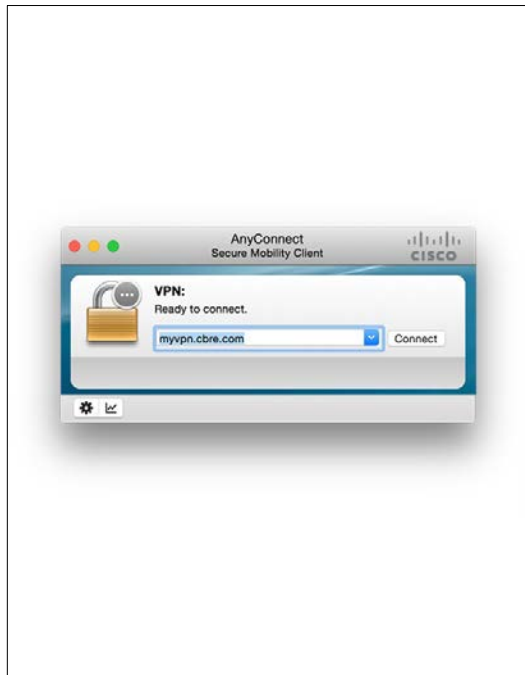 AnyConnect
Secure Mobility Client
CISCO
VPN:
Ready to connect.
myvpn.cbre.com
Connect